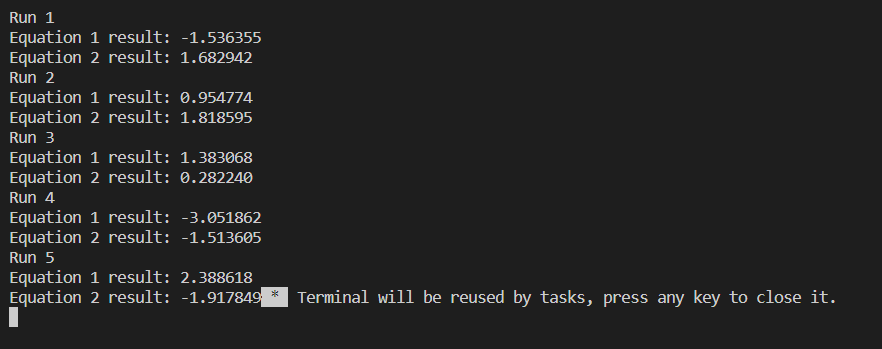 Run 1
Equation 1 result: -1.536355
Equation 2 result: 1.682942
Run 2
Equation 1 result: 0.954774
Equation 2 result: 1.818595
Run 3
Equation 1 result: 1.383068
Equation 2 result: 0.282240
Run 4
Equation 1 result: -3.051862
Equation 2 result: -1.513605
Run 5
Equation 1 result: 2.388618
Equation 2 result: -1.917849 * Terminal will be reused by tasks, press any key to close it.